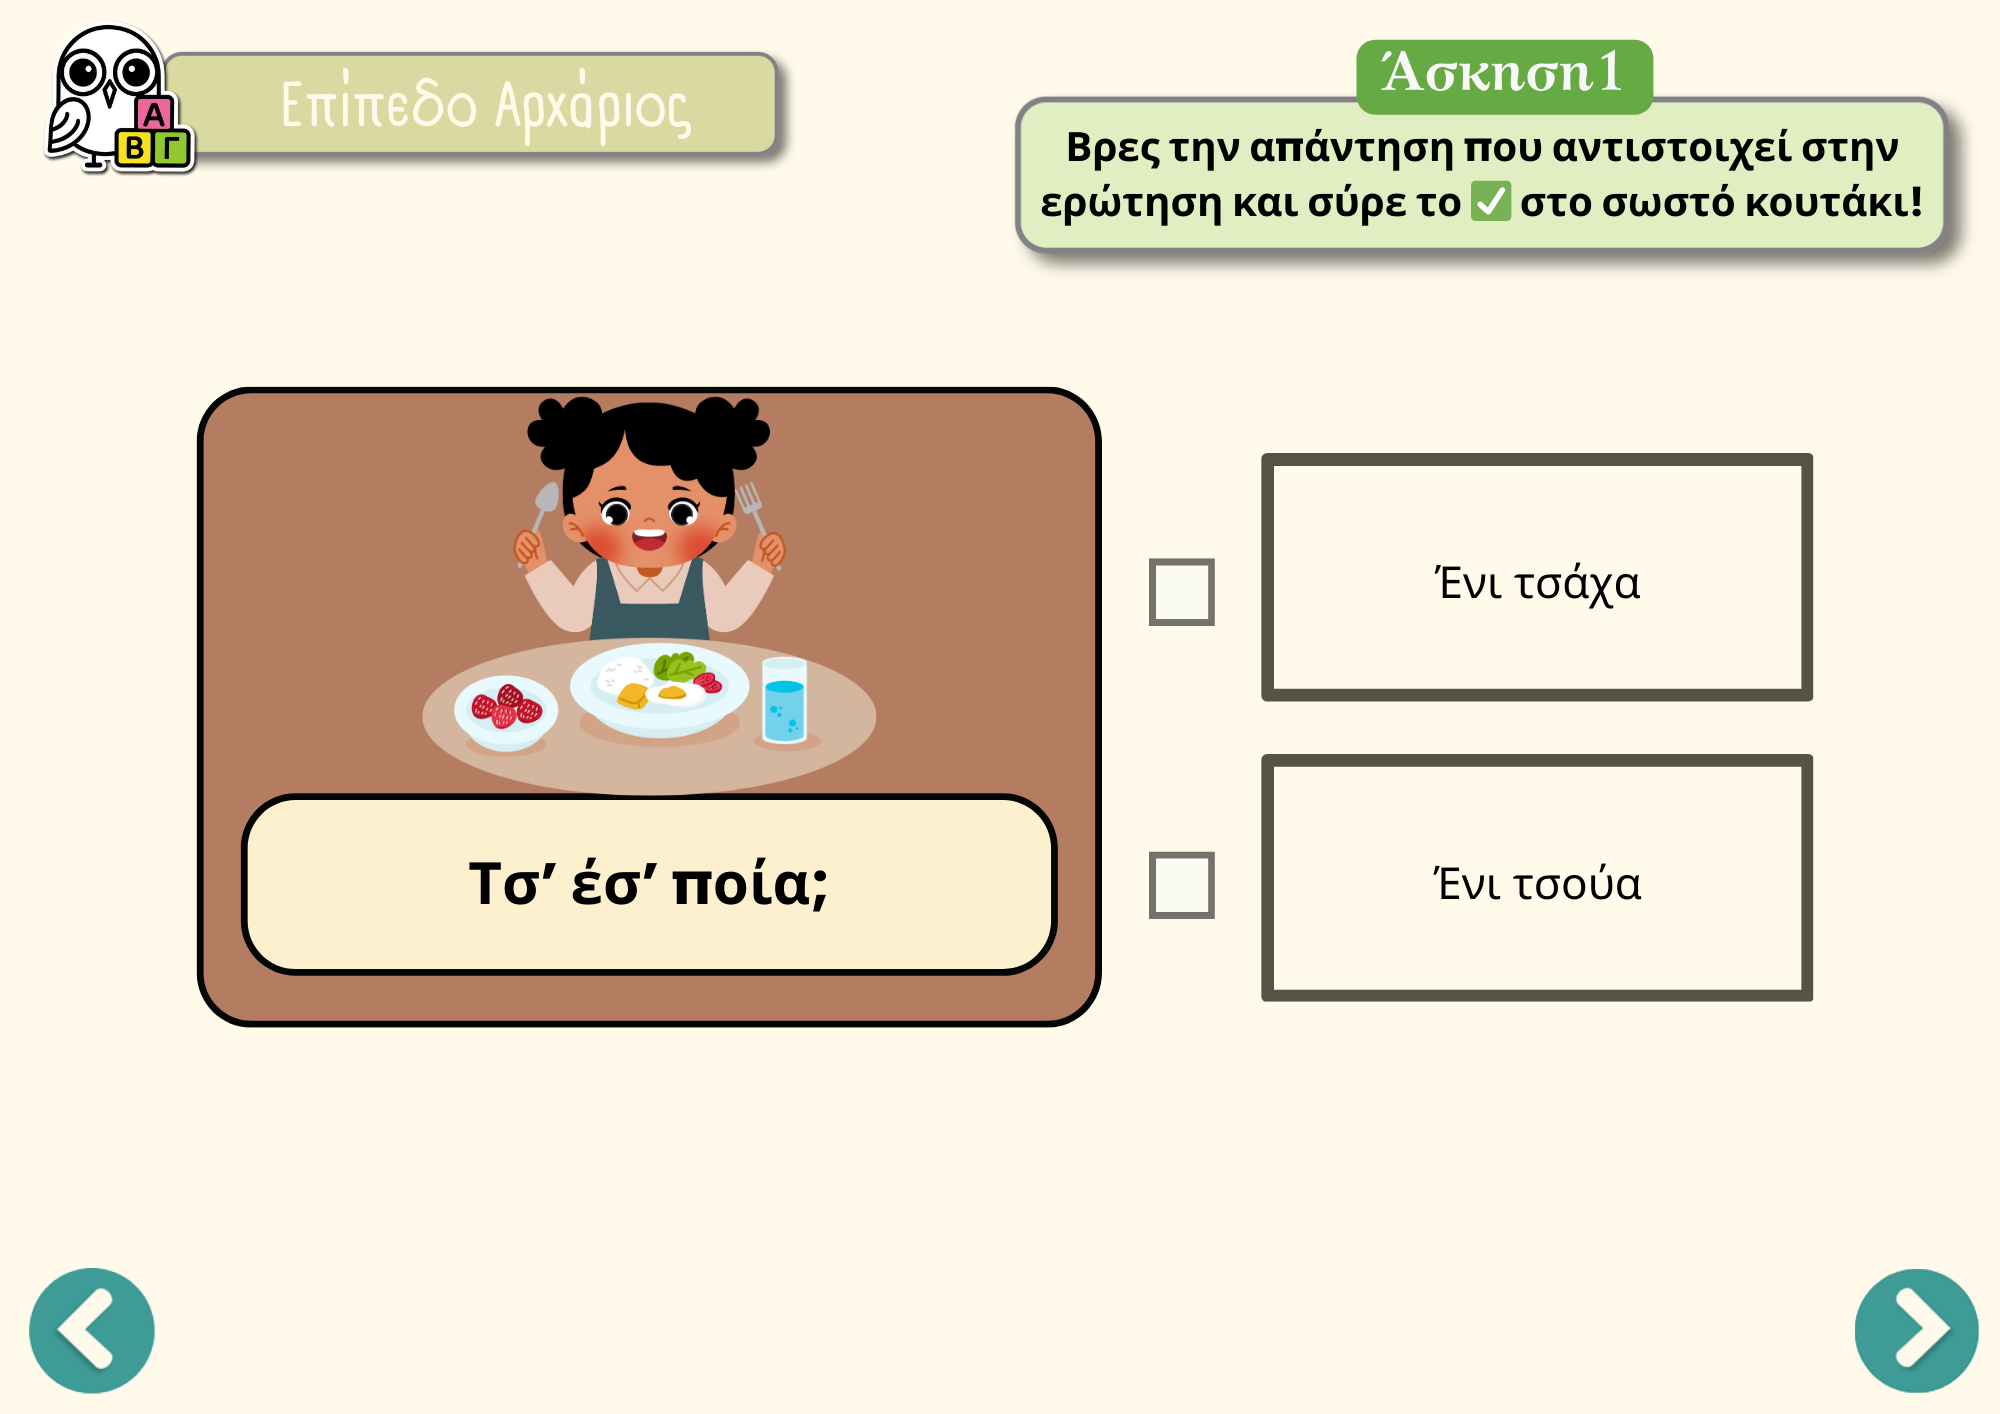 Επίπεδο Αρχάριος
Α
Β Γ
Άσκηση 1
Βρες την απάντηση που αντιστοιχεί στην
ερώτηση και σύρε το ✅ στο σωστό κουτάκι!
Τσ’ έσ’ ποία;
Ένι τσάχα
Ένι τσούα